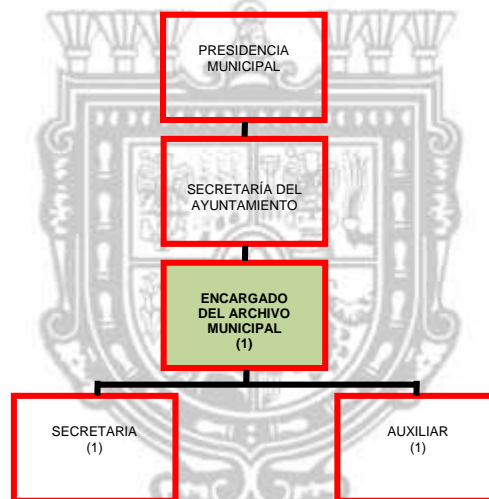 PRESIDENCIA
MUNICIPAL
SECRETARÍA DEL
AYUNTAMIENTO
ENCARGADO
DEL ARCHIVO
MUNICIPAL
(1)
SECRETARIA
(1)
AUXILIAR
(1)